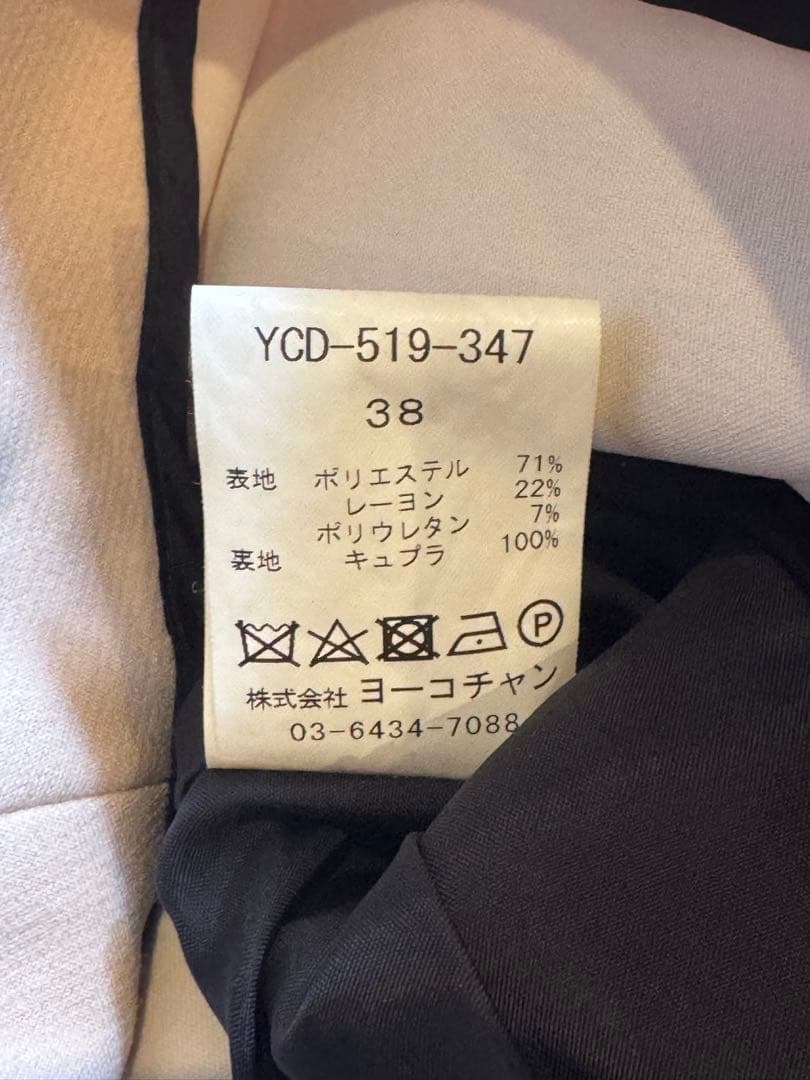 YCD-519-347
38
表地 ポリエステル 71%
レーヨン 22%
ポリウレタン 7%
裏地 キュプラ 100%
P
株式会社 ヨーコチャン
03-6434-7088